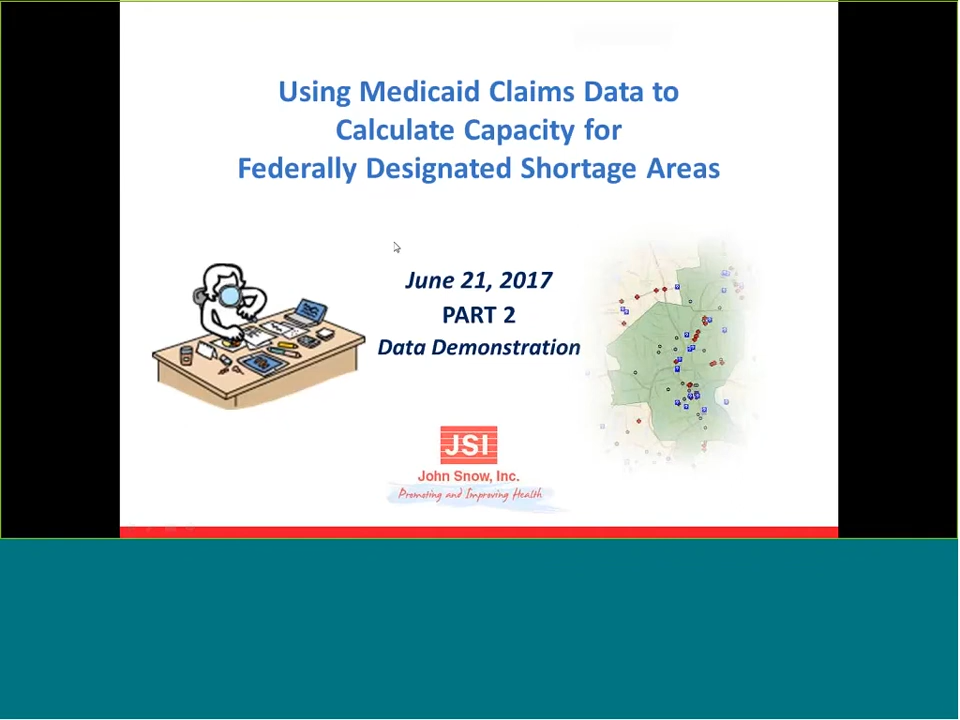 Using Medicaid Claims Data to
Calculate Capacity for
Federally Designated Shortage Areas
June 21, 2017
PART 2
Data Demonstration
JSI
John Snow, Inc.
Promoting and Improving Health